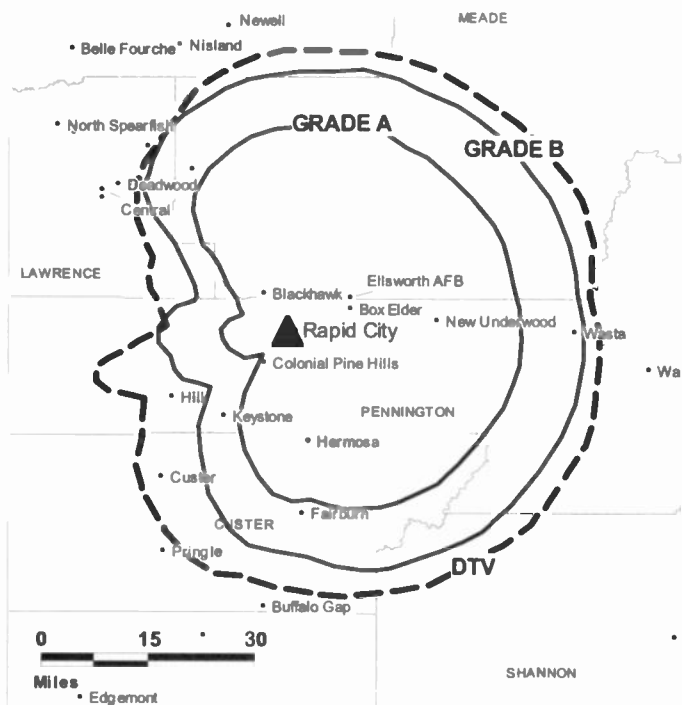 Newell
MEADE
Belle Fourche
Nisland
North Spearfish
GRADE A
GRADE B
Deadwood
Central
LAWRENCE
Blackhawk
Ellsworth AFB
Box Elder
New Underwood
Rapid City
Wasta
Colonial Pine Hills
Wa
Hill
Keystone
PENNINGTON
Hermosa
Custer
Fairburn
CUSTER
Pringle
DTV
Buffalo Gap
0 15 30
Miles
SHANNON
Edgemont